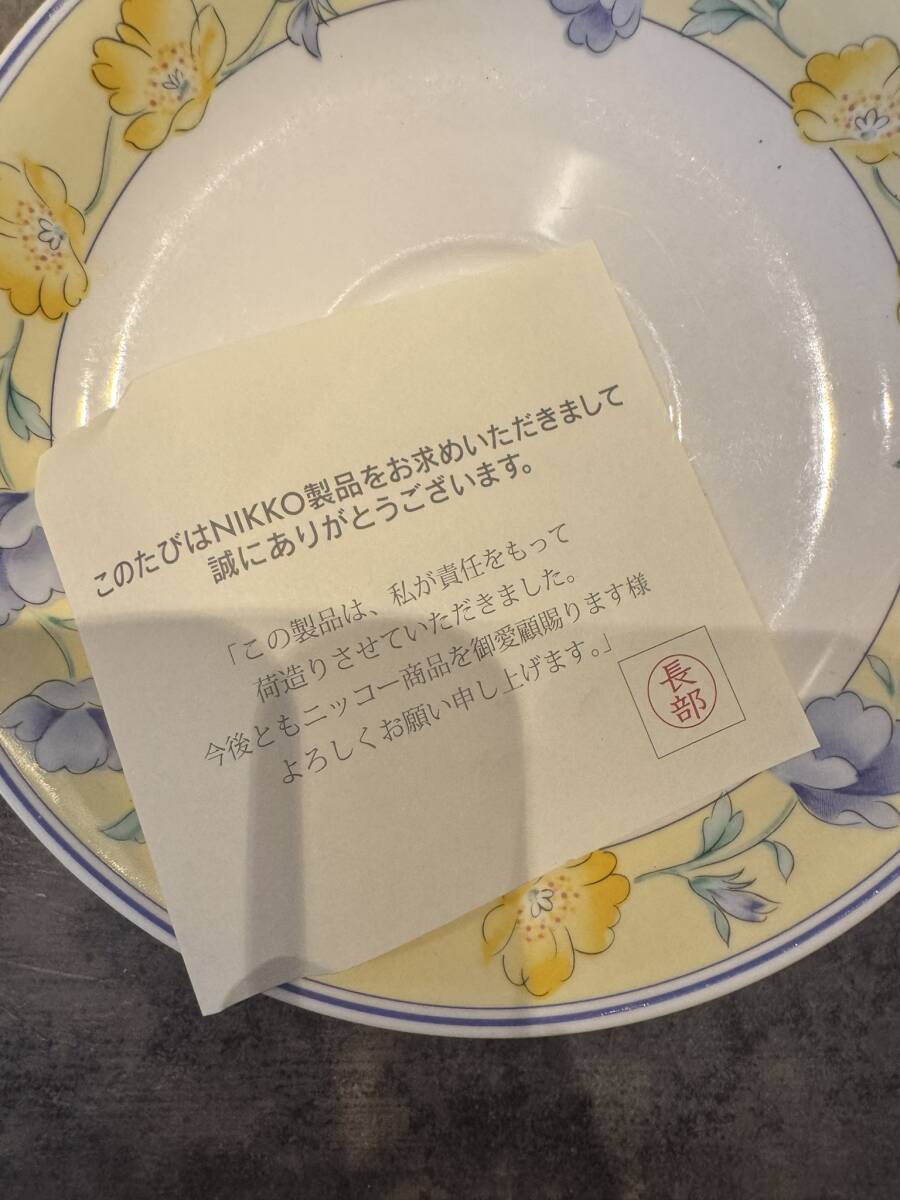 このたびはNIKKO製品をお求めいただきまして
誠にありがとうございます。
「この製品は、私が責任をもって
荷造りさせていただきました。
今後ともニッコー商品を御愛顧賜ります様
よろしくお願い申し上げます。」
長部